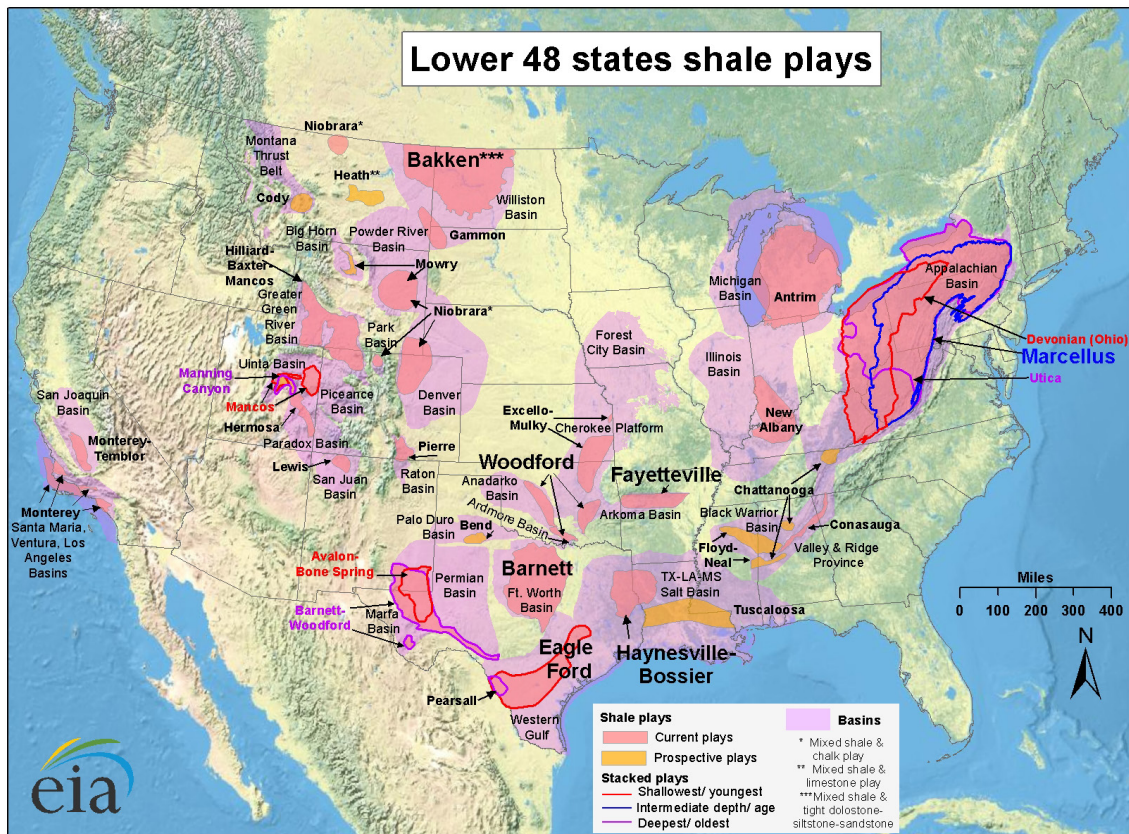 Lower 48 states shale plays
Niobrara*
Montana
Thrust
Belt
Bakken***
Heath**
Cody
Williston
Basin
Big Horn
Basin
Powder River
Basin
Gammon
Hilliard-
Baxter-
Mancos
Mowry
Greater
Green
River
Basin
Park
Basin
Niobrara*
Michigan
Basin
Antrim
Appalachian
Basin
Devonian (Ohio)
Marcellus
Utica
Forest
City Basin
Illinois
Basin
Uinta Basin
Manning
Canyon
Mancos
Piceance
Basin
Denver
Basin
San Joaquin
Basin
Hermosa
Paradox Basin
Excello-
Mulky
Cherokee Platform
New
Albany
Monterey-
Temblor
Pierre
Lewis
San Juan
Basin
Raton
Basin
Woodford
Anadarko
Basin
Fayetteville
Chattanooga
Arkoma Basin
Ardmore Basin
Black Warrior
Basin
Conasauga
Monterey
Santa Maria,
Ventura, Los
Angeles
Basins
Palo Duro
Basin
Bend
Floyd-
Neal
Valley & Ridge
Province
Avalon-
Bone Spring
Permian
Basin
Barnett
Ft. Worth
Basin
TX-LA-MS
Salt Basin
Tuscaloosa
Barnett-
Woodford
Marfa
Basin
Eagle
Ford
Haynesville-
Bossier
Pearsall
Western
Gulf
Miles
0 100 200 300 400
N
Shale plays
Current plays
Prospective plays
Stacked plays
Shallowest/ youngest
Intermediate depth/ age
Deepest/ oldest
Basins
* Mixed shale &
chalk play
** Mixed shale &
limestone play
***Mixed shale &
tight dolostone-
siltstone-sandstone
eia